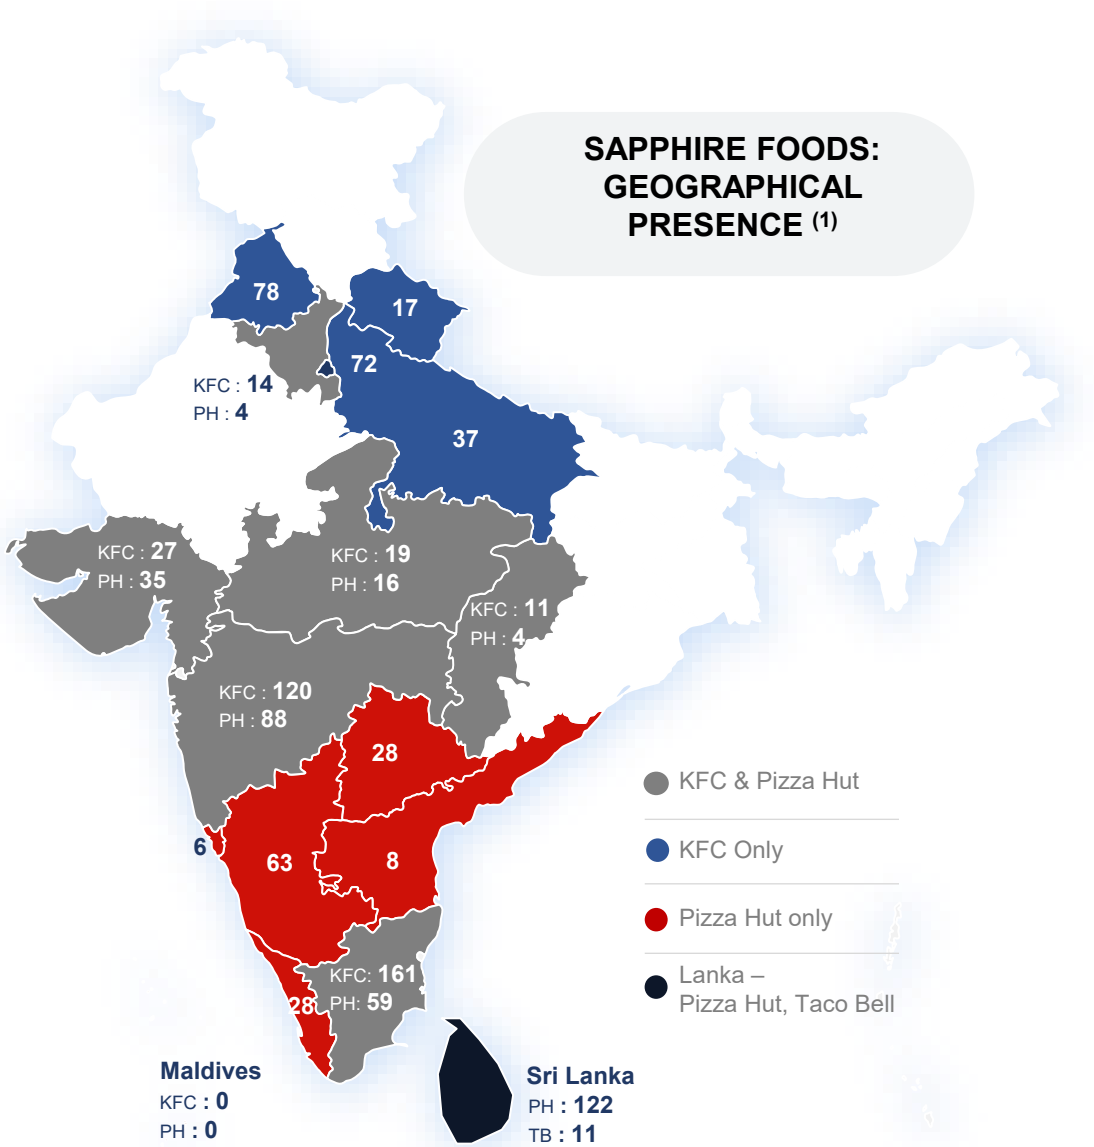 SAPPHIRE FOODS:
GEOGRAPHICAL
PRESENCE (1)
78
17
72
KFC : 14
PH : 4
37
KFC : 27
PH : 35
KFC : 19
PH : 16
KFC : 11
PH : 4
KFC : 120
PH : 88
28
6
63
8
KFC: 161
PH: 59
28
KFC & Pizza Hut
KFC Only
Pizza Hut only
Lanka –
Pizza Hut, Taco Bell
Maldives
KFC : 0
PH : 0
Sri Lanka
PH : 122
TB : 11